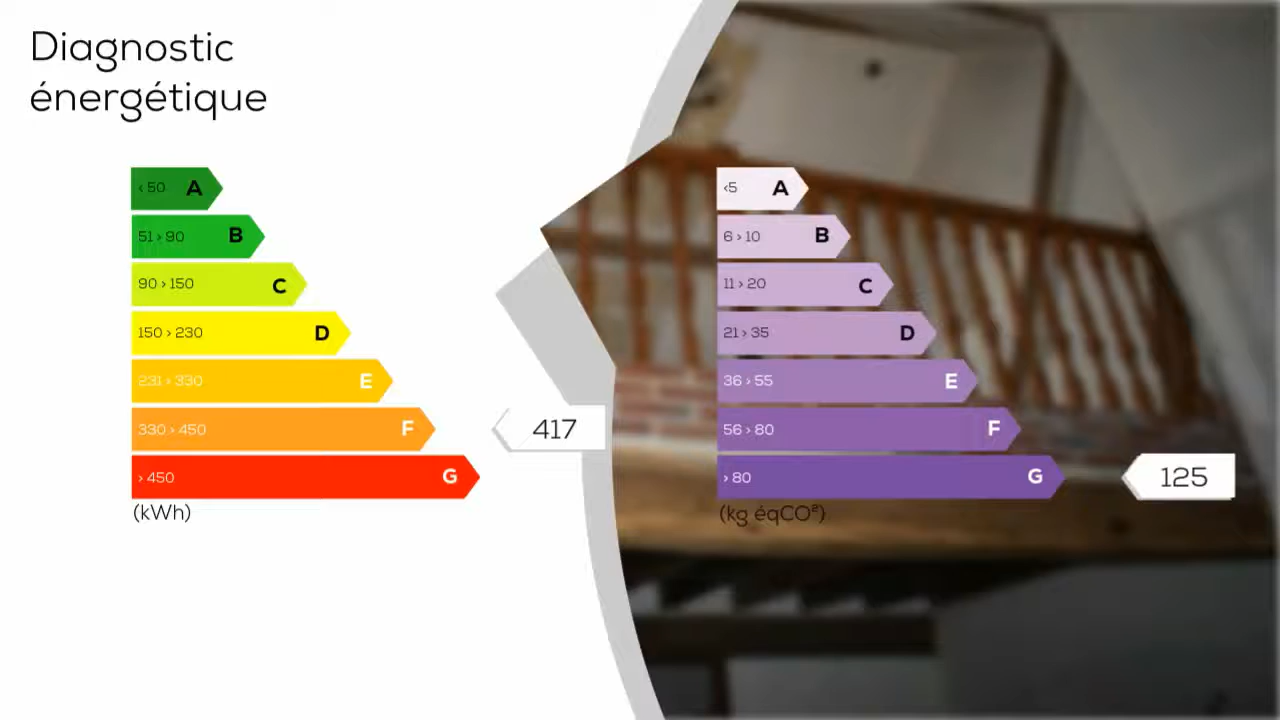 Diagnostic
énergétique
< 50 A
51 > 90 B
90 > 150 C
150 > 230 D
231 > 330 E
330 > 450 F
417
> 450 G
(kWh)
<5 A
6 > 10 B
11 > 20 C
21 > 35 D
36 > 55 E
56 > 80 F
> 80 G
125
(kg éqCO²)